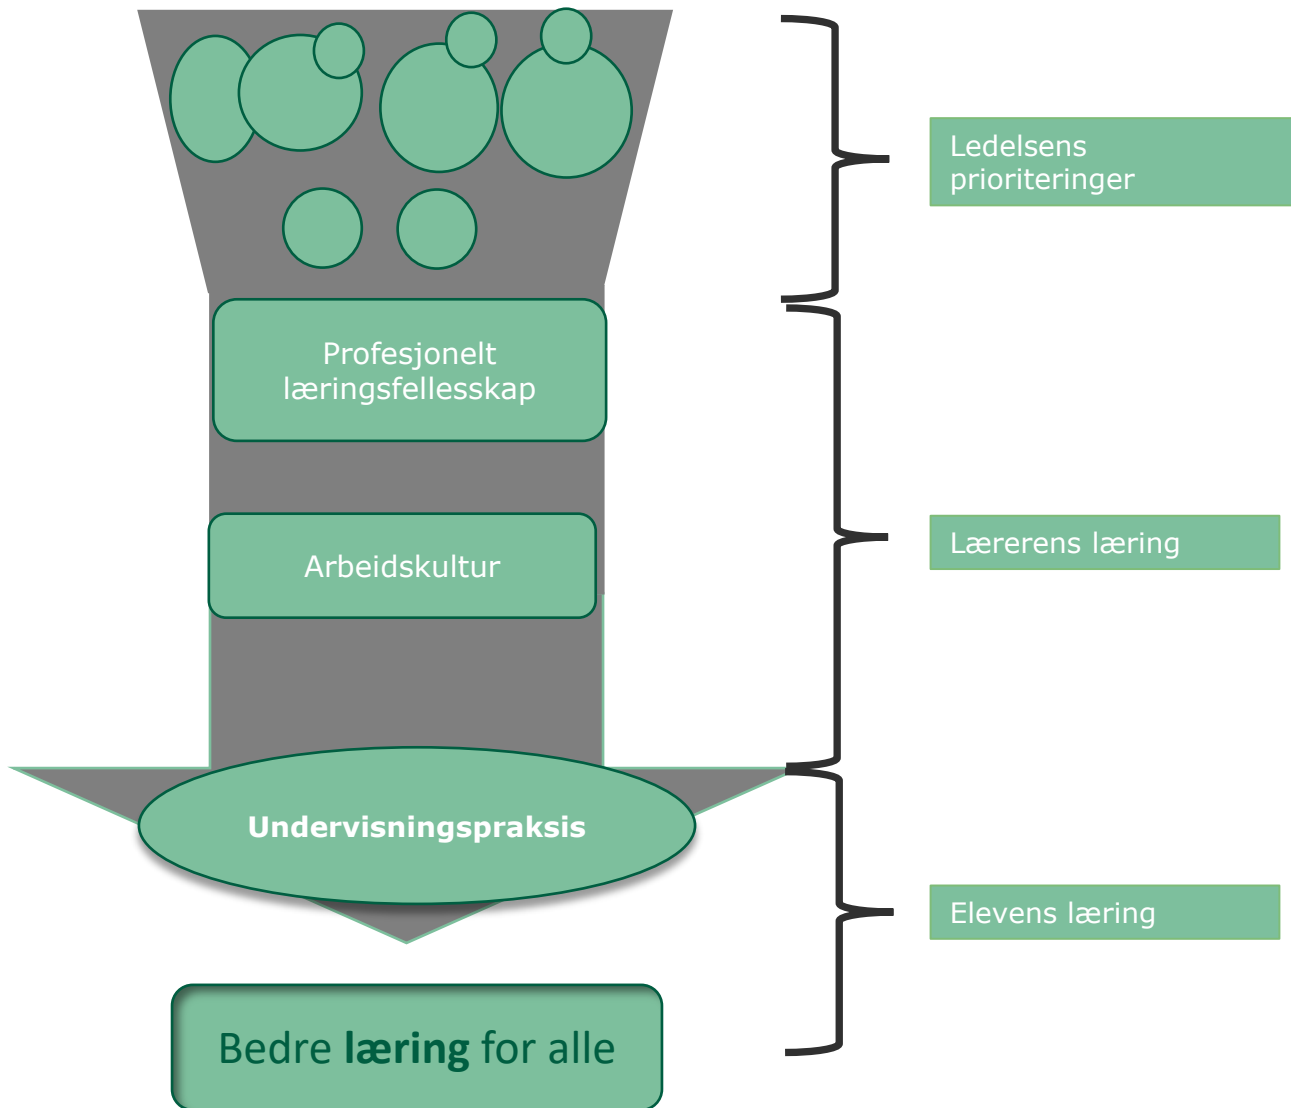 Ledelsens
prioriteringer
Profesjonelt
læringsfellesskap
Arbeidskultur
Lærerens læring
Undervisningspraksis
Elevens læring
Bedre læring for alle